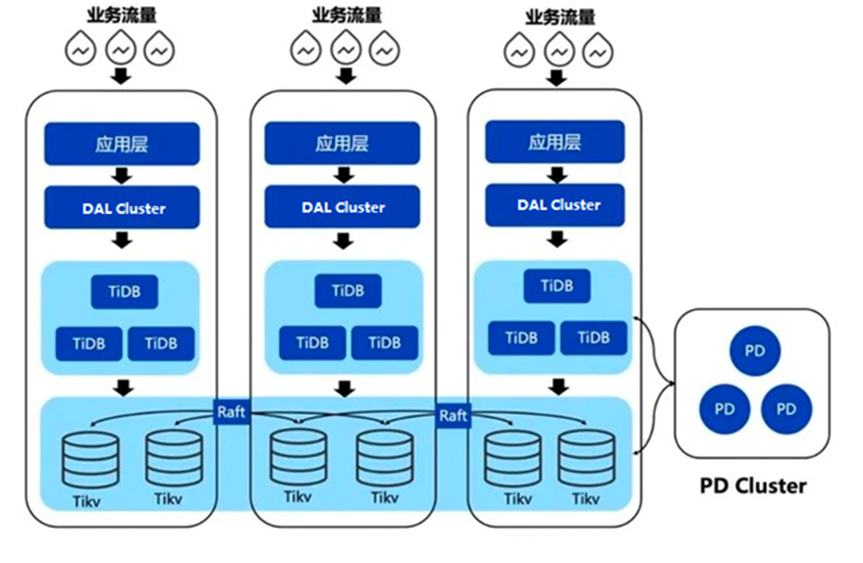 业务流量
业务流量
业务流量
应用层
应用层
应用层
DAL Cluster
DAL Cluster
DAL Cluster
TiDB
TiDB
TiDB
TiDB
TiDB
TiDB
TiDB
TiDB
TiDB
PD
PD
PD
PD Cluster
Raft
Raft
Tikv
Tikv
Tikv
Tikv
Tikv
Tikv